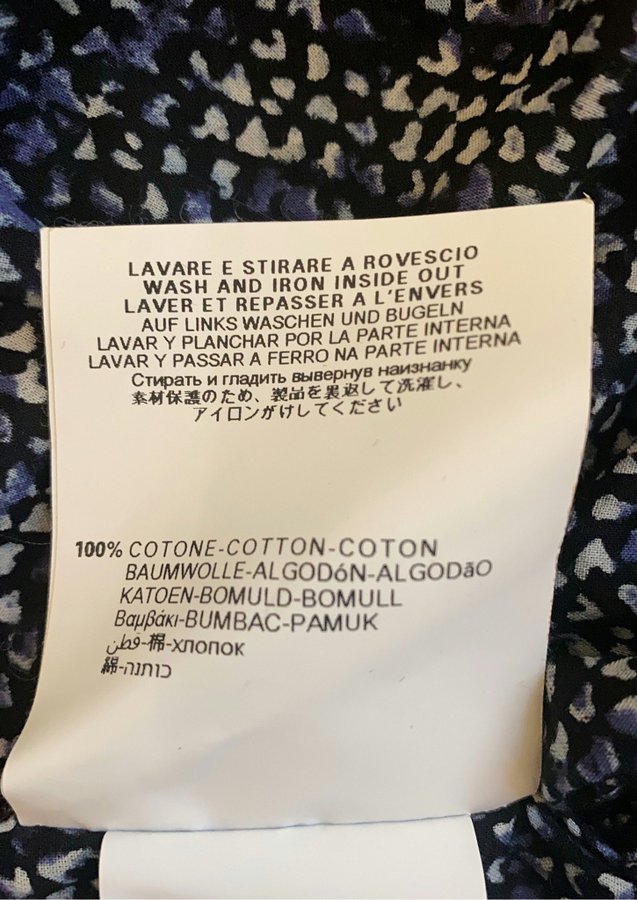 LAVARE E STIRARE A ROVESCIO
WASH AND IRON INSIDE OUT
LAVER ET REPASSER A L'ENVERS
AUF LINKS WASCHEN UND BUGELN
LAVAR Y PLANCHAR POR LA PARTE INTERNA
LAVAR Y PASSAR A FERRO NA PARTE INTERNA
Стирать и гладить вывернув наизнанку
素材保護のため、製品を裏返して洗濯し、
アイロンがけしてください
100% COTONE-COTTON-COTON
BAUMWOLLE-ALGODóN-ALGODãO
KATOEN-BOMULD-BOMULL
Βαμβάκι-BUMBAC-PAMUK
قطن-棉-хлопок
綿-כותנה